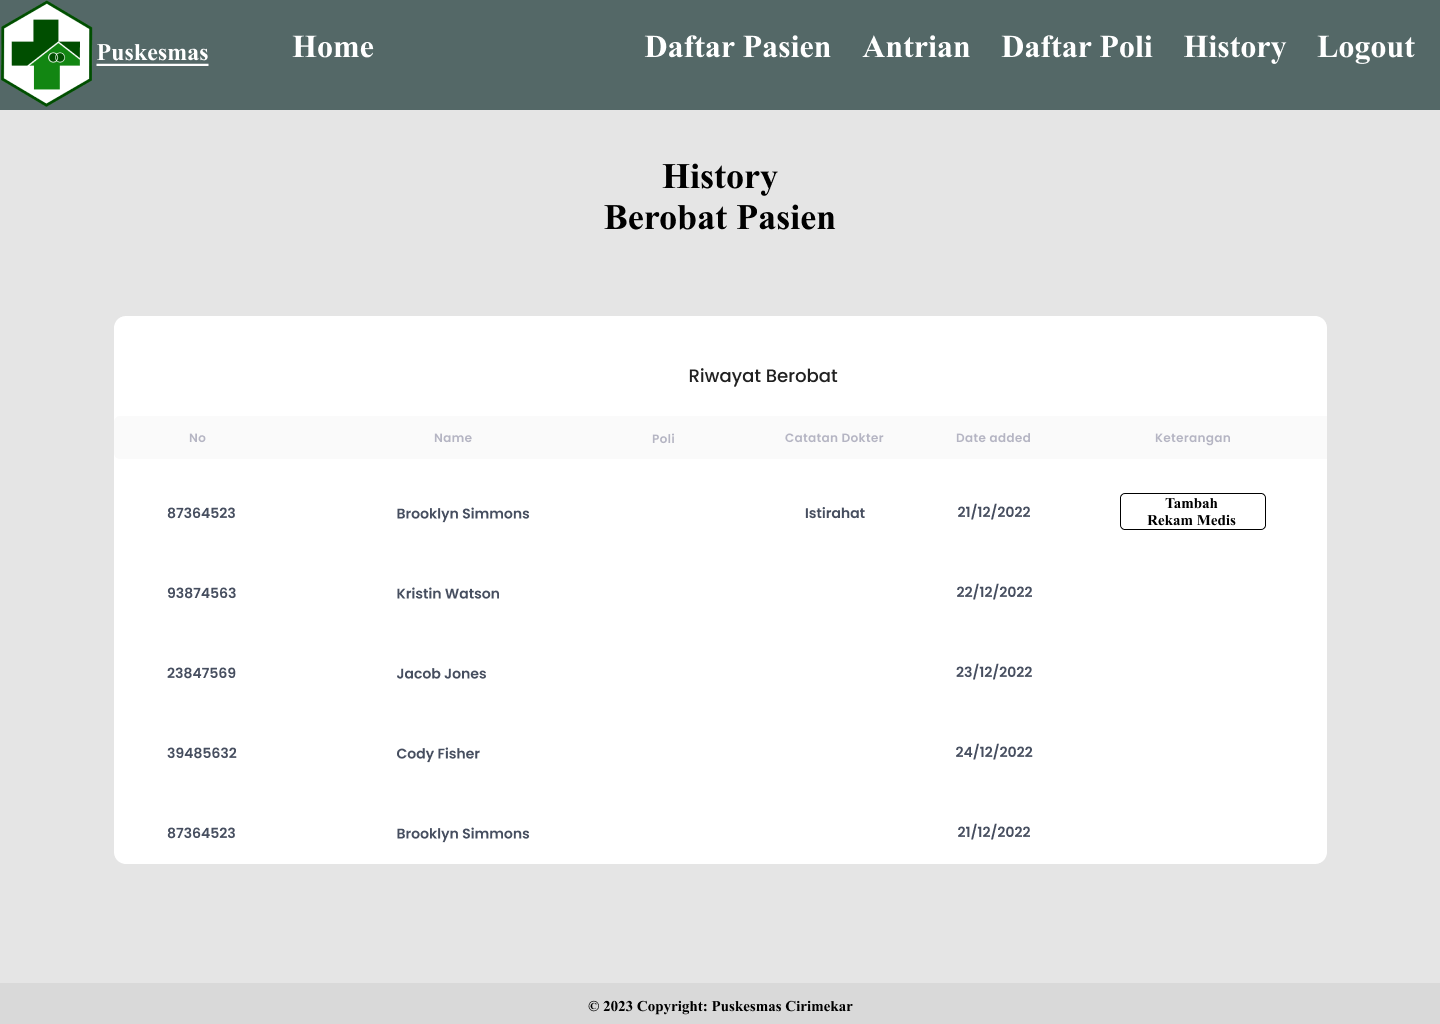 Puskesmas
Home
Daftar Pasien
Antrian
Daftar Poli
History
Logout
History
Berobat Pasien
Riwayat Berobat
No Name Poli Catatan Dokter Date added Keterangan
87364523 Brooklyn Simmons Istirahat 21/12/2022
Tambah
Rekam Medis
93874563 Kristin Watson 22/12/2022
23847569 Jacob Jones 23/12/2022
39485632 Cody Fisher 24/12/2022
87364523 Brooklyn Simmons 21/12/2022
© 2023 Copyright: Puskesmas Cirimekar